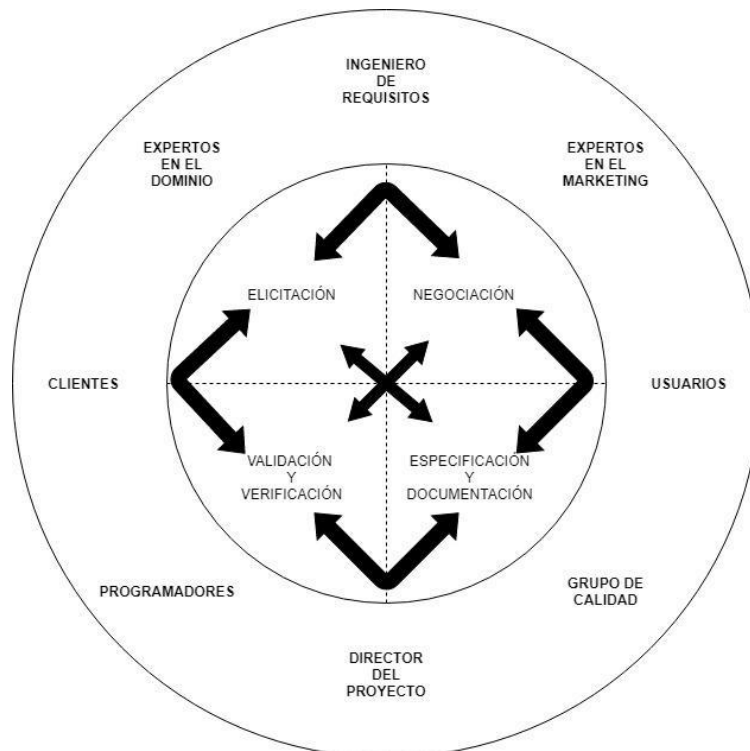 INGENIERO
DE
REQUISITOS
EXPERTOS
EN EL
DOMINIO
EXPERTOS
EN EL
MARKETING
ELICITACIÓN
NEGOCIACIÓN
CLIENTES
USUARIOS
VALIDACIÓN
Y
VERIFICACIÓN
ESPECIFICACIÓN
Y
DOCUMENTACIÓN
PROGRAMADORES
GRUPO DE
CALIDAD
DIRECTOR
DEL
PROYECTO